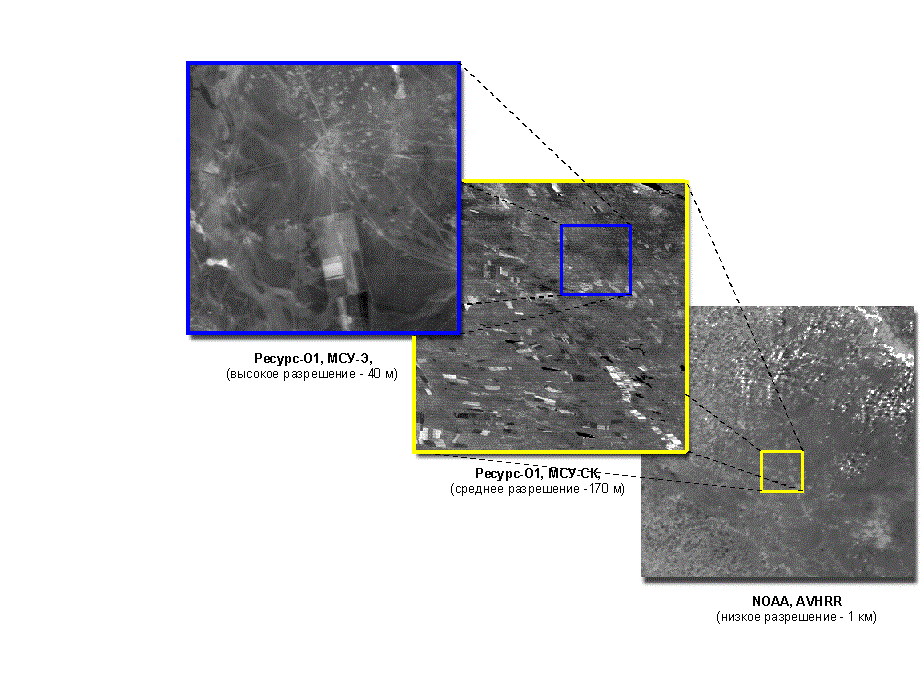 Ресурс-О1, МСУ-Э,
(высокое разрешение - 40 м)
Ресурс-О1, МСУ-СК,
(среднее разрешение -170 м)
NOAA, AVHRR
(низкое разрешение - 1 км)